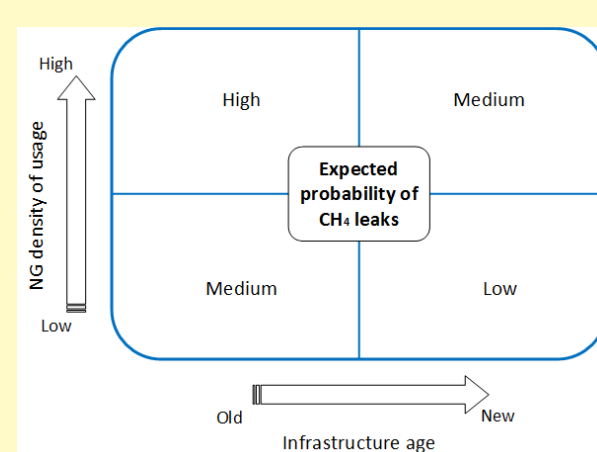 High
NG density of usage
Low
High
Medium
Expected
probability of
CH₄ leaks
Medium
Low
Old
New
Infrastructure age